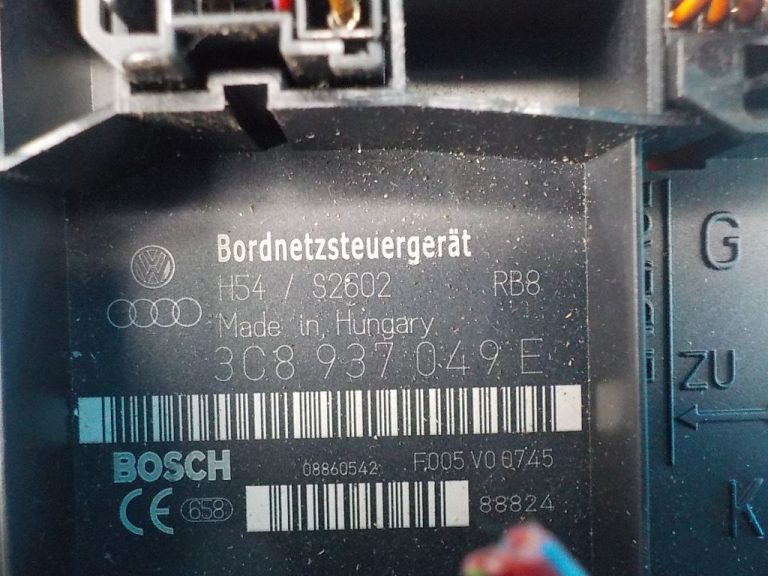 Bordnetzsteuergerät
H54 / S2602 RB8
Made in Hungary
3C8 937 049 E
BOSCH 08860542 F005 V0 0745
CE 658 88824
G
ZU
K